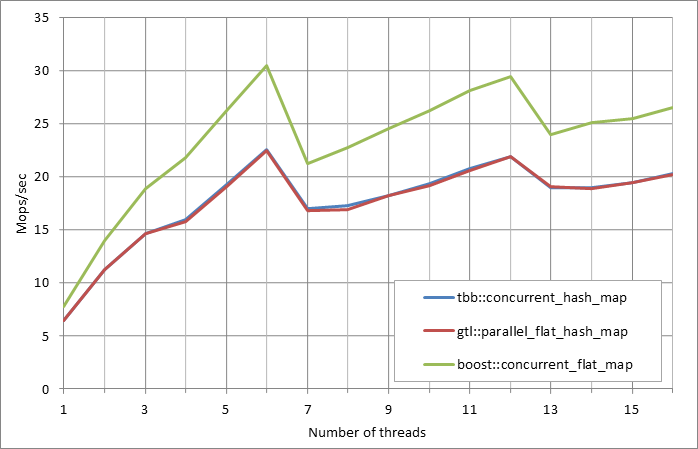 35
30
25
20
15
10
5
0
Mops/sec
tbb::concurrent_hash_map
gtl::parallel_flat_hash_map
boost::concurrent_flat_map
1 3 5 7 9 11 13 15
Number of threads